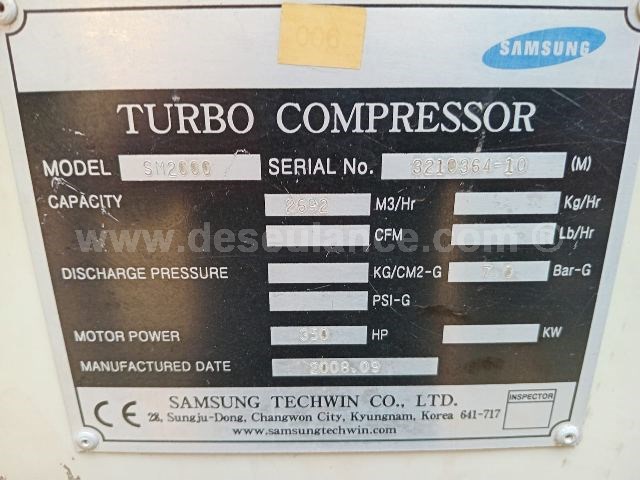 006
SAMSUNG
TURBO COMPRESSOR
MODEL SM2000 SERIAL No. 3210364-10 (M)
CAPACITY 2692 M3/Hr Kg/Hr
CFM Lb/Hr
www.deseulance.com ©
DISCHARGE PRESSURE KG/CM2-G 7.0 Bar-G
PSI-G
MOTOR POWER 350 HP KW
MANUFACTURED DATE 2008.09
CE SAMSUNG TECHWIN CO., LTD. INSPECTOR
28, Sungju-Dong, Changwon City, Kyungnam, Korea 641-717
www.samsungtechwin.com